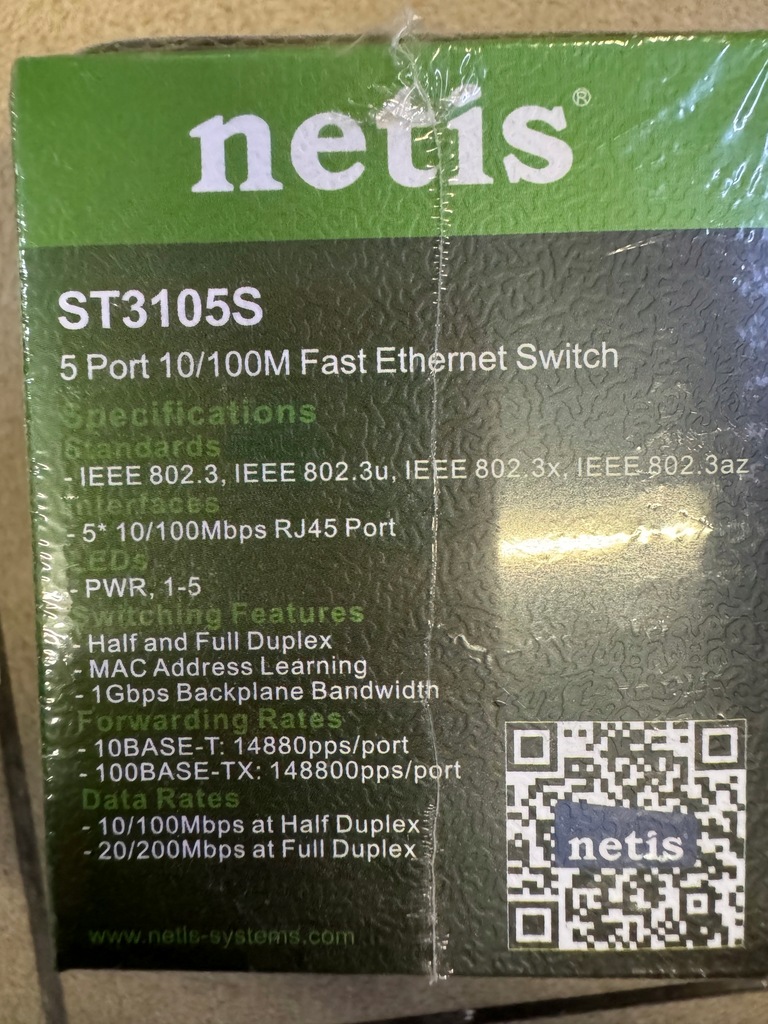 netis®
ST3105S
5 Port 10/100M Fast Ethernet Switch
Specifications
Standards
- IEEE 802.3, IEEE 802.3u, IEEE 802.3x, IEEE 802.3az
Interfaces
- 5* 10/100Mbps RJ45 Port
LEDs
- PWR, 1-5
Switching Features
- Half and Full Duplex
- MAC Address Learning
- 1Gbps Backplane Bandwidth
Forwarding Rates
- 10BASE-T: 14880pps/port
- 100BASE-TX: 148800pps/port
Data Rates
- 10/100Mbps at Half Duplex
- 20/200Mbps at Full Duplex
netis
www.netis-systems.com